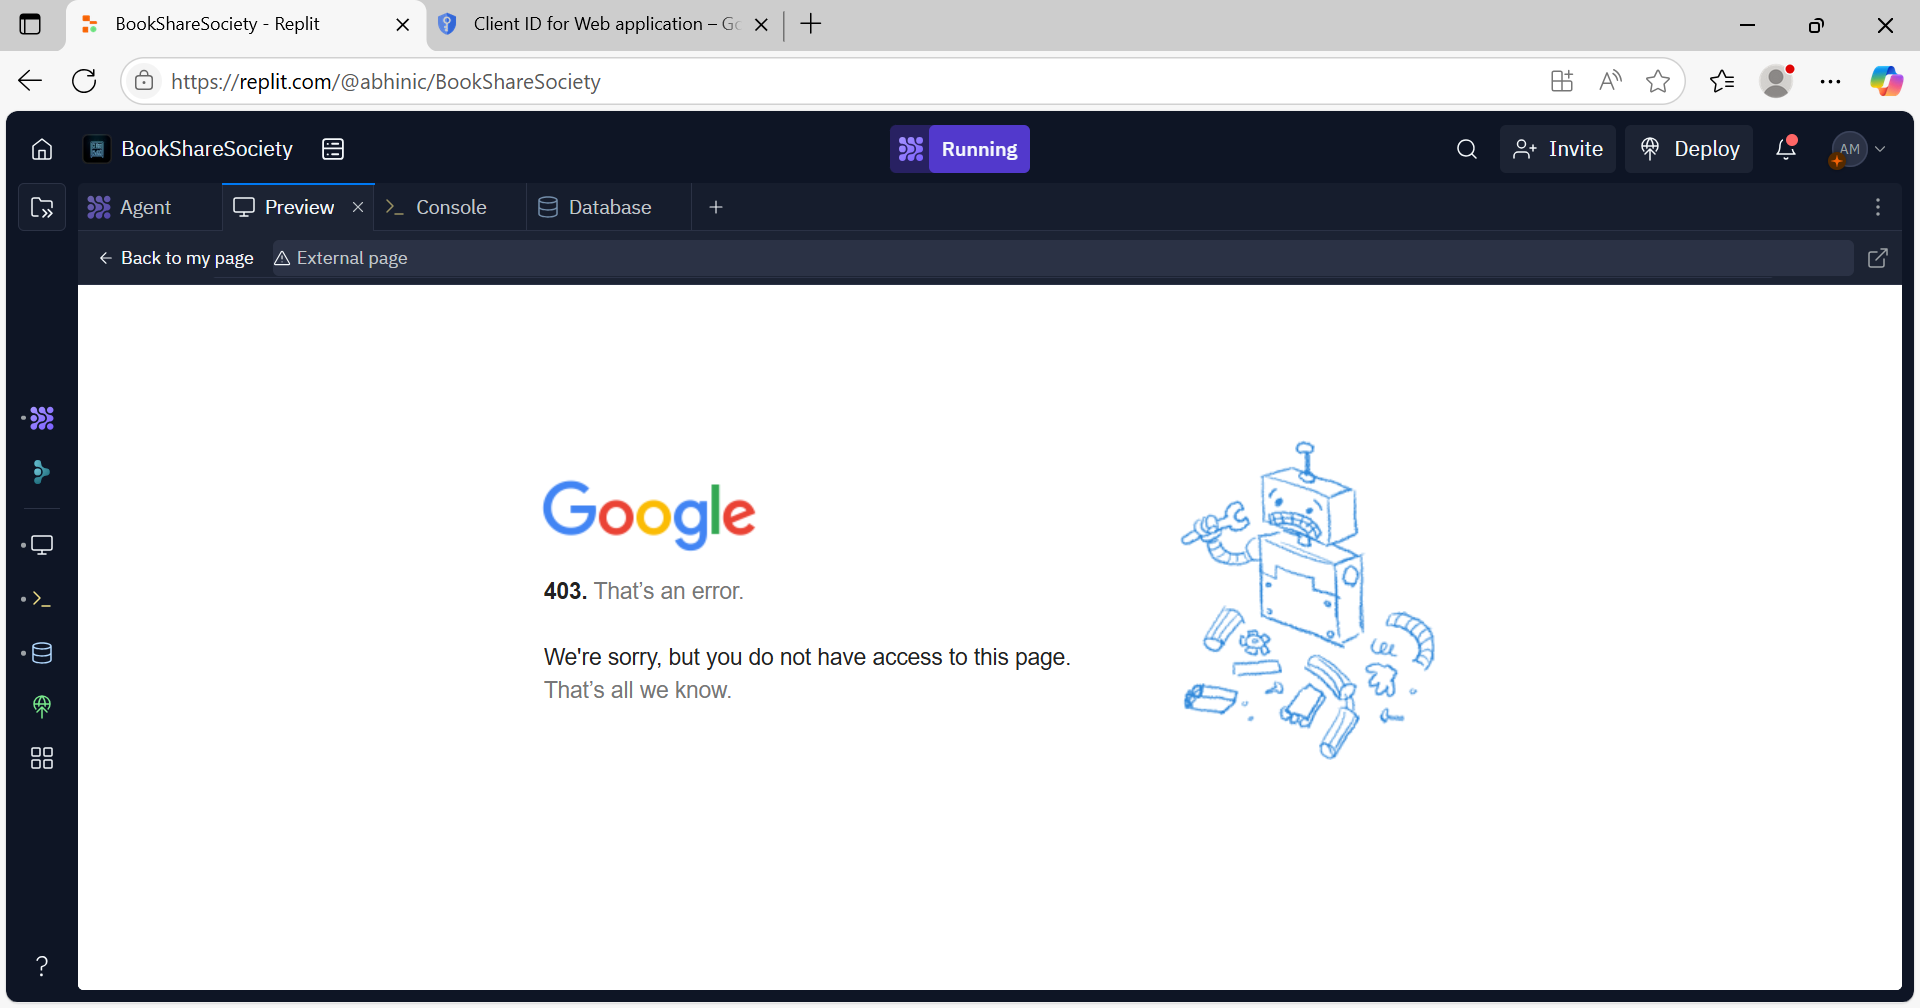 BookShareSociety - Replit
Client ID for Web application – Go
https://replit.com/@abhinic/BookShareSociety
BookShareSociety
Running
Invite
Deploy
AM
Agent
Preview
Console
Database
Back to my page
External page
Google
403. That’s an error.
We're sorry, but you do not have access to this page.
That’s all we know.